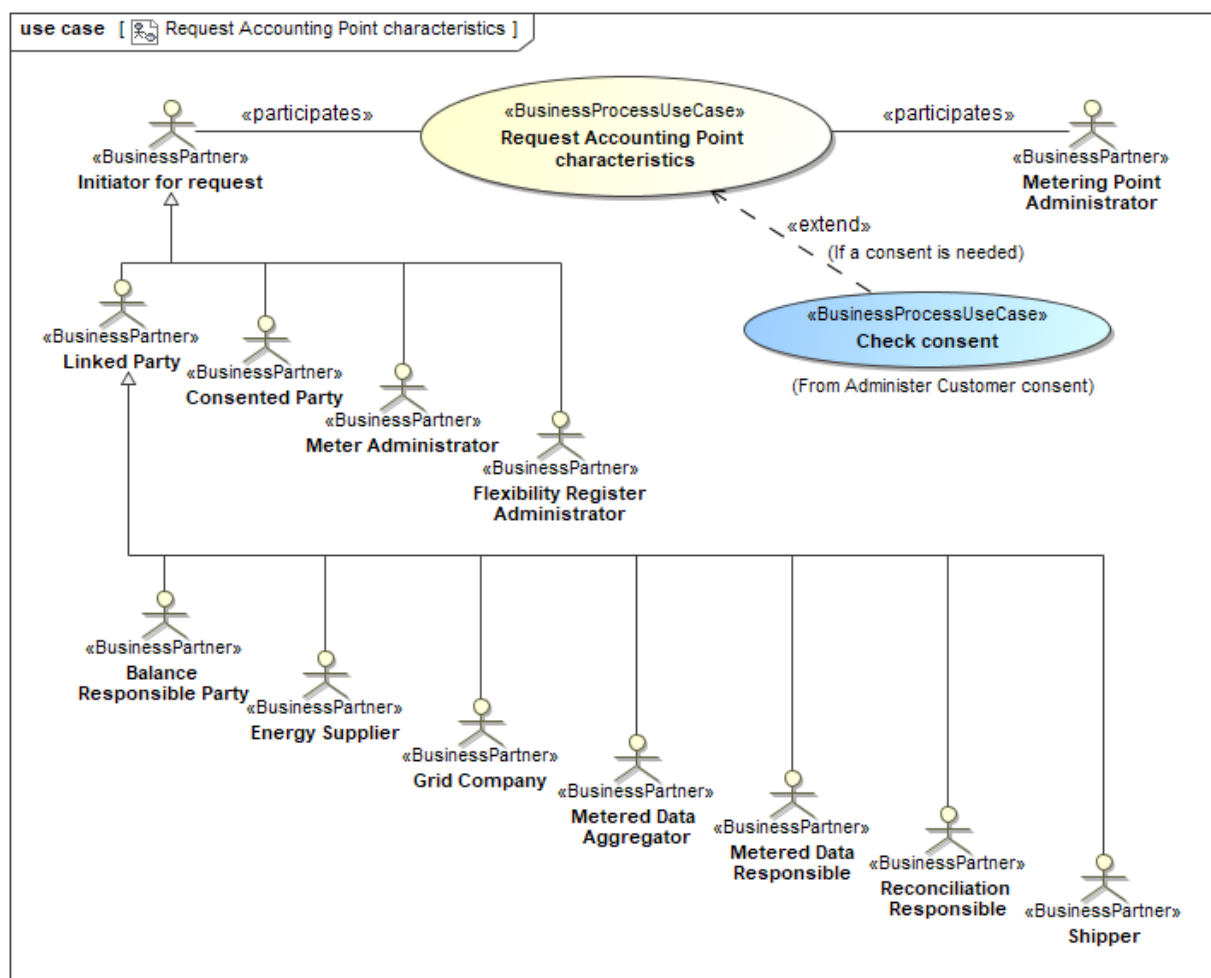 use case [ Request Accounting Point characteristics ]
«participates»
«BusinessProcessUseCase»
Request Accounting Point
characteristics
«participates»
«BusinessPartner»
Initiator for request
«BusinessPartner»
Metering Point
Administrator
«extend»
(If a consent is needed)
«BusinessProcessUseCase»
Check consent
(From Administer Customer consent)
«BusinessPartner»
Linked Party
«BusinessPartner»
Consented Party
«BusinessPartner»
Meter Administrator
«BusinessPartner»
Flexibility Register
Administrator
«BusinessPartner»
Balance
Responsible Party
«BusinessPartner»
Energy Supplier
«BusinessPartner»
Grid Company
«BusinessPartner»
Metered Data
Aggregator
«BusinessPartner»
Metered Data
Responsible
«BusinessPartner»
Reconciliation
Responsible
«BusinessPartner»
Shipper